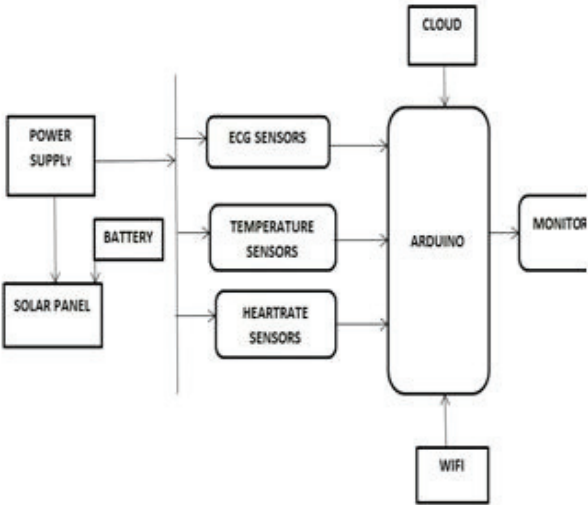 CLOUD
POWER
SUPPLY
ECG SENSORS
BATTERY
TEMPERATURE
SENSORS
ARDUINO
MONITOR
SOLAR PANEL
HEARTRATE
SENSORS
WIFI